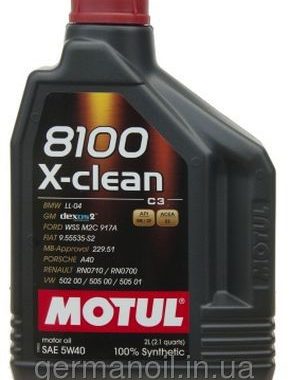 8100
X-clean
C3
BMW LL-04
GM dexos2
FORD WSS M2C 917A
FIAT 9.55535-S2
MB-Approval 229.51
PORSCHE A40
RENAULT RN0710 / RN0700
VW 502 00 / 505 00 / 505 01
API
ACEA
MOTUL
motor oil
SAE 5W40
2L (2.1 quarts)
100% Synthetic
germanoil.in.ua